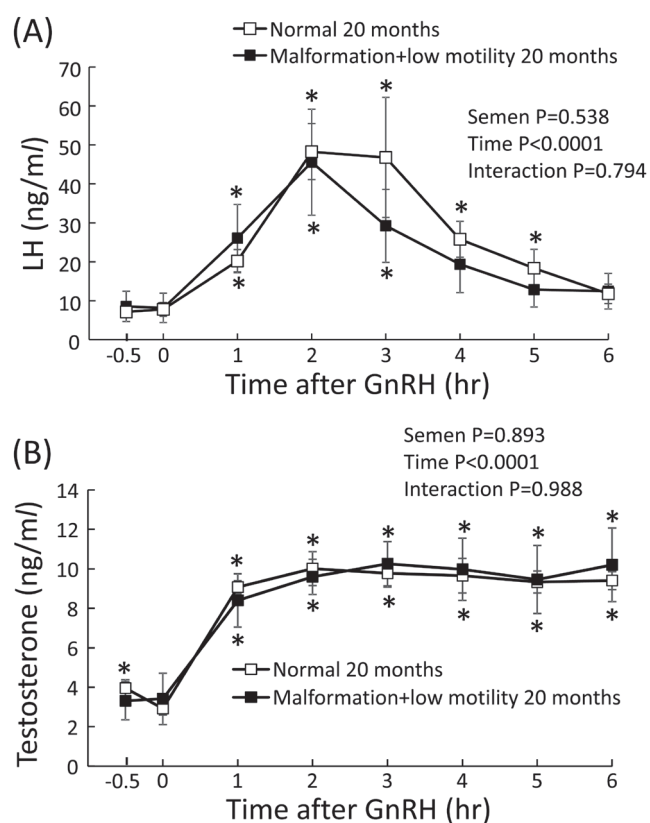 (A)
Normal 20 months
Malformation+low motility 20 months
70
60
50
40
30
20
10
0
LH (ng/ml)
* * * * * * * *
Semen P=0.538
Time P<0.0001
Interaction P=0.794
-0.5 0 1 2 3 4 5 6
Time after GnRH (hr)
(B)
Semen P=0.893
Time P<0.0001
Interaction P=0.988
14
12
10
8
6
4
2
0
Testosterone (ng/ml)
* * * * * * * * * * * * *
Normal 20 months
Malformation+low motility 20 months
-0.5 0 1 2 3 4 5 6
Time after GnRH (hr)